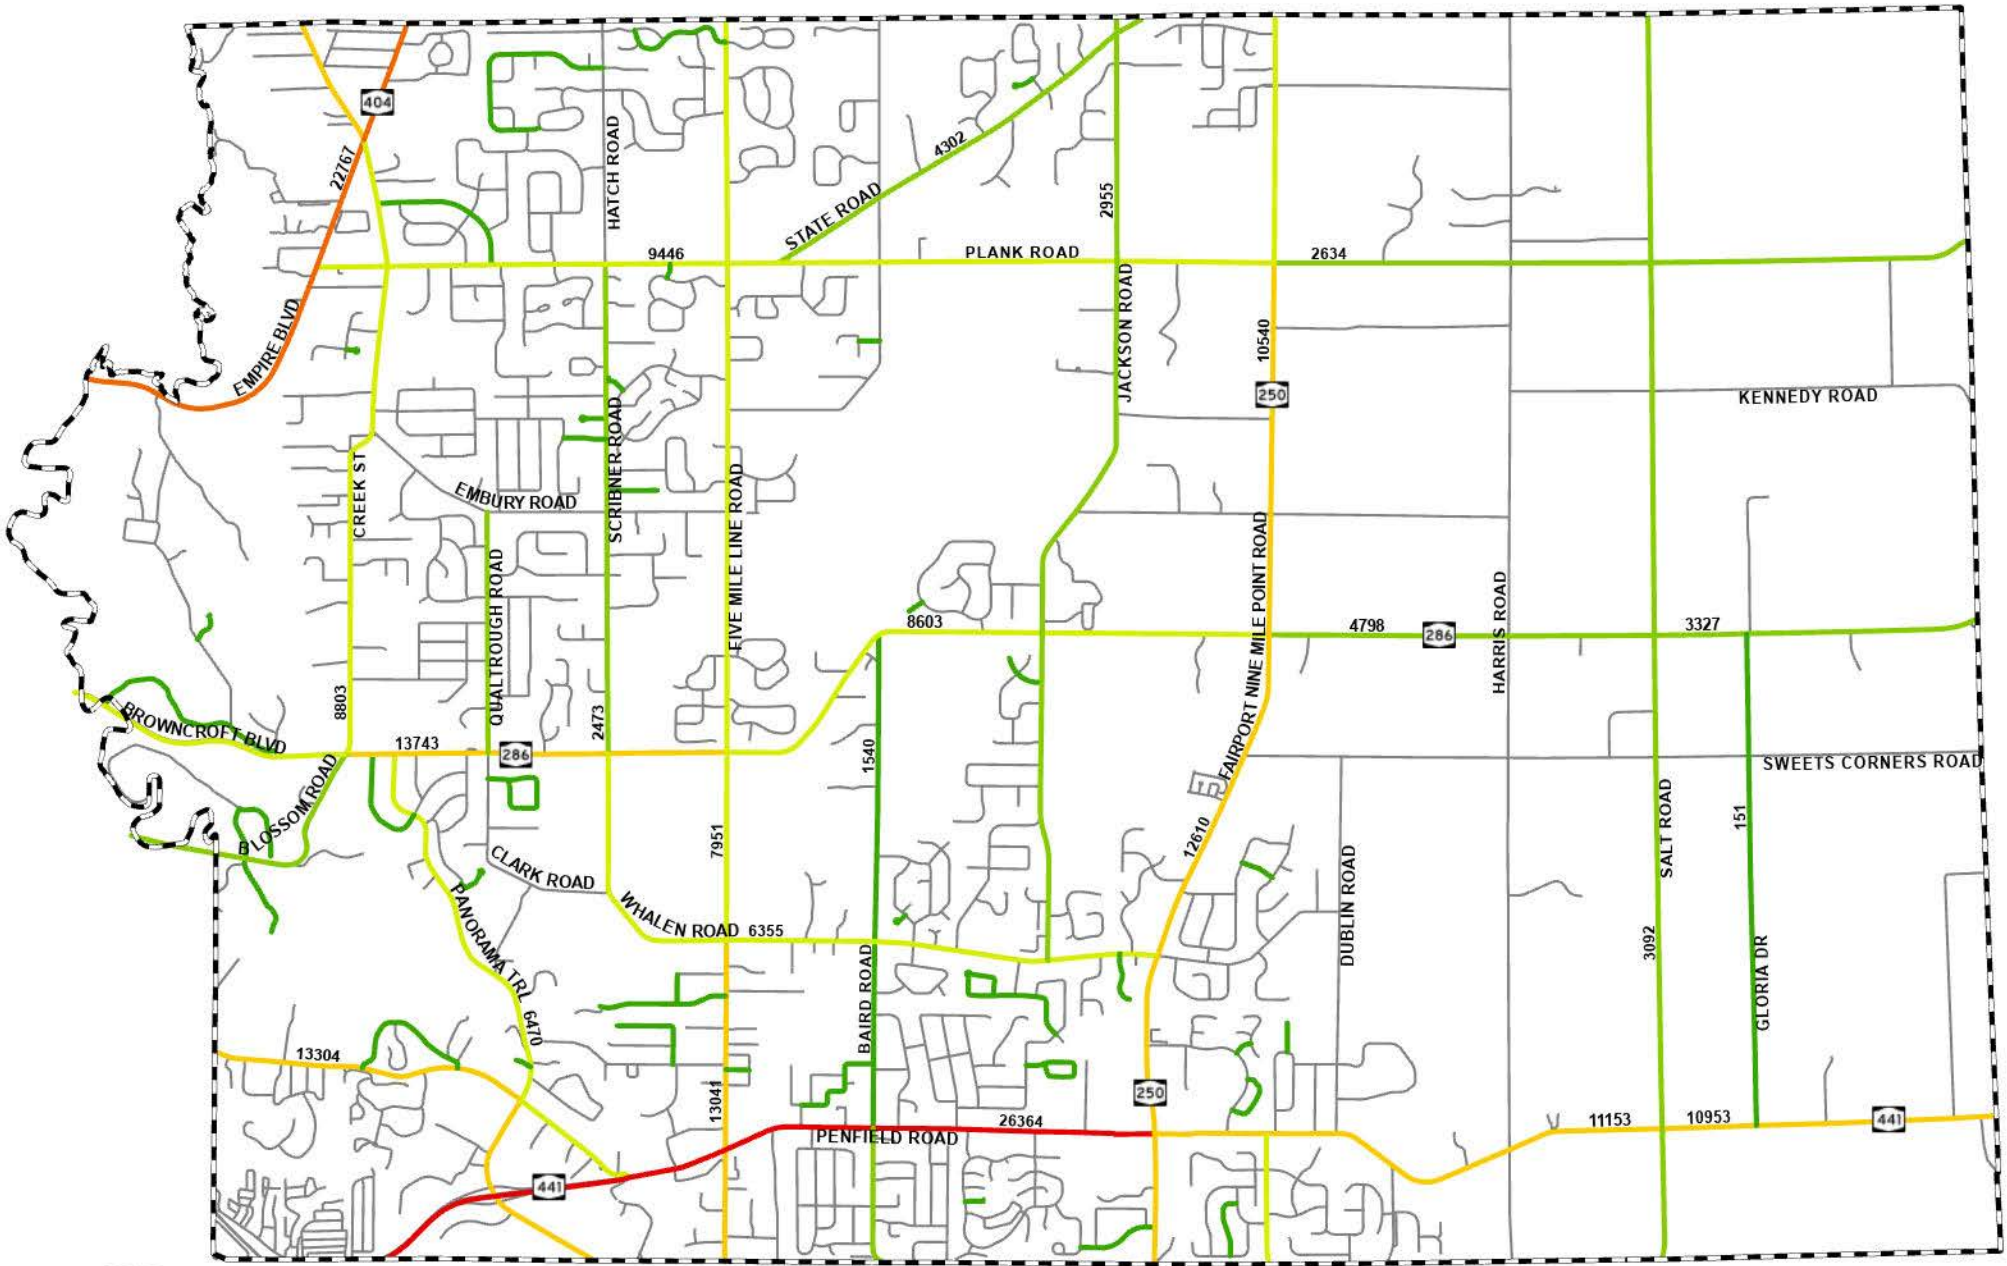 404
22767
HATCH ROAD
4302
STATE ROAD
2955
9446
PLANK ROAD
2634
EMPIRE BLVD
JACKSON ROAD
10540
250
KENNEDY ROAD
CREEK ST
EMBURY ROAD
SCRIBNER ROAD
FIVE MILE LINE ROAD
QUALTROUGH ROAD
FAIRPORT NINE MILE POINT ROAD
HARRIS ROAD
8603
4798
286
3327
8803
BROWNCROFT BLVD
13743
286
2473
1540
SWEETS CORNERS ROAD
BLOSSOM ROAD
7951
12610
SALT ROAD
151
CLARK ROAD
DUBLIN ROAD
PANORAMA TRL
WHALEN ROAD
6355
BAIRD ROAD
3092
GLORIA DR
6470
13304
13041
250
26364
PENFIELD ROAD
11153
10953
441
441